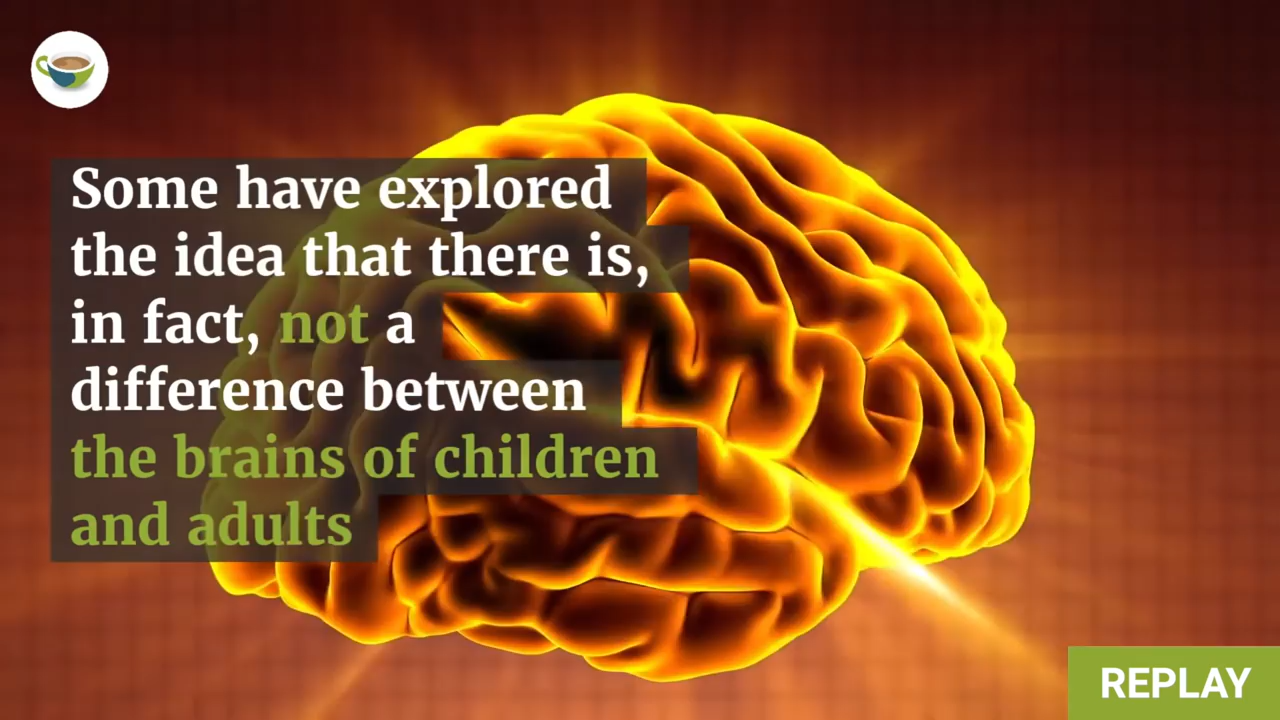 Some have explored
the idea that there is,
in fact, not a
difference between
the brains of children
and adults
REPLAY